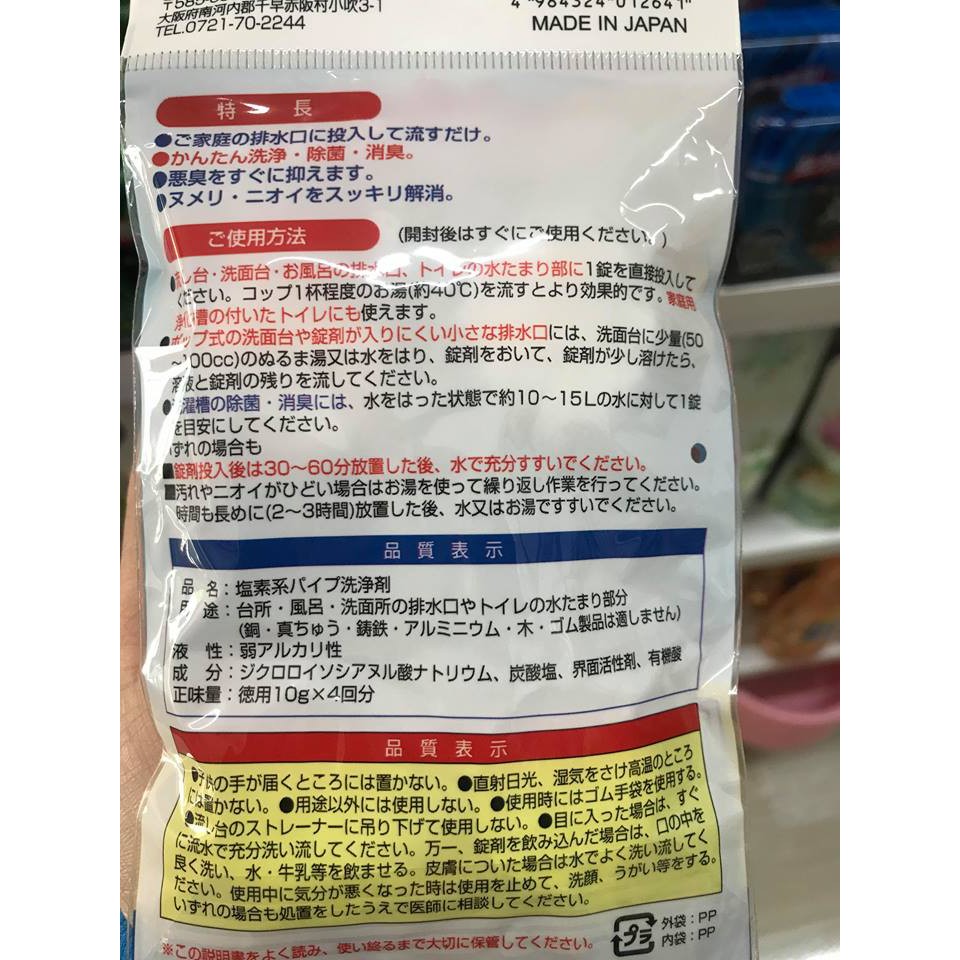 大阪府南河内郡千早赤阪村小吹3-1
TEL.0721-70-2244
4 984324 012641
MADE IN JAPAN
特 長
●ご家庭の排水口に投入して流すだけ。
●かんたん洗浄・除菌・消臭。
●悪臭をすぐに抑えます。
●ヌメリ・ニオイをスッキリ解消。
ご使用方法 (開封後はすぐにご使用ください。)
●流し台・洗面台・お風呂の排水口、トイレの水たまり部に1錠を直接投入して
ください。コップ1杯程度のお湯(約40℃)を流すとより効果的です。家庭用
浄化槽の付いたトイレにも使えます。
●ポップ式の洗面台や錠剤が入りにくい小さな排水口には、洗面台に少量(50
〜100cc)のぬるま湯又は水をはり、錠剤をおいて、錠剤が少し溶けたら、
溶液と錠剤の残りを流してください。
●洗濯槽の除菌・消臭には、水をはった状態で約10〜15Lの水に対して1錠
を目安にしてください。
ずれの場合も
■錠剤投入後は30〜60分放置した後、水で充分すすいでください。
■汚れやニオイがひどい場合はお湯を使って繰り返し作業を行ってください。
時間も長めに(2〜3時間)放置した後、水又はお湯ですすいでください。
品質表示
品 名：塩素系パイプ洗浄剤
用 途：台所・風呂・洗面所の排水口やトイレの水たまり部分
(銅・真ちゅう・鋳鉄・アルミニウム・木・ゴム製品は適しません)
液 性：弱アルカリ性
成 分：ジクロロイソシアヌル酸ナトリウム、炭酸塩、界面活性剤、有機酸
正味量：徳用10g×4回分
品質表示
●子供の手が届くところには置かない。●直射日光、湿気をさけ高温のところ
には置かない。●用途以外には使用しない。●使用時にはゴム手袋を使用する。
●流し台のストレーナーに吊り下げて使用しない。●目に入った場合は、すぐ
に流水で充分洗い流してください。万一、錠剤を飲み込んだ場合は、口の中を
良く洗い、水・牛乳等を飲ませる。皮膚についた場合は水でよく洗い流してく
ださい。使用中に気分が悪くなった時は使用を止めて、洗顔、うがい等をする。
いずれの場合も処置をしたうえで医師に相談してください。
プラ
外袋：PP
内袋：PP
※この説明書をよく読み、使い終るまで大切に保管してください。